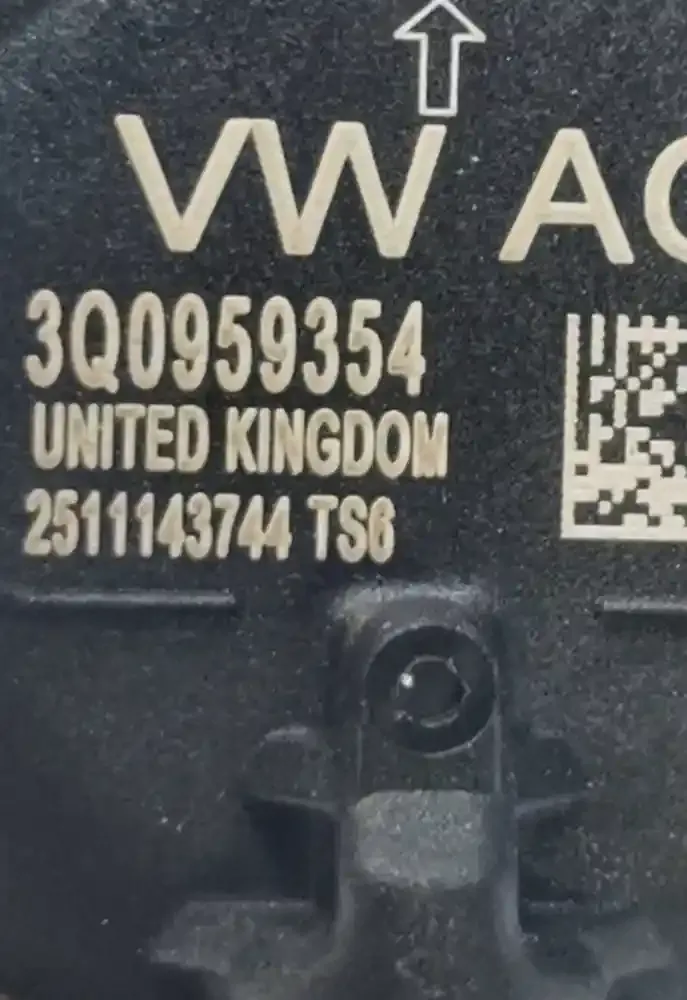 VW AG
3Q0959354
UNITED KINGDOM
2511143744 TS6